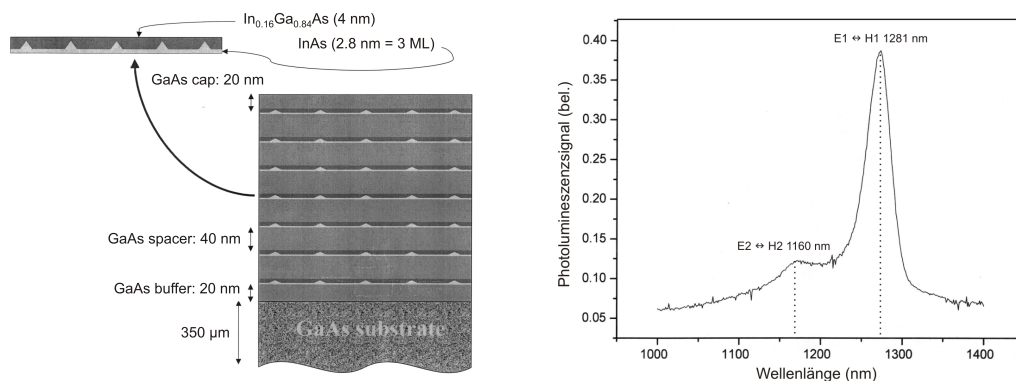 In0.16Ga0.84As (4 nm)
InAs (2.8 nm = 3 ML)
GaAs cap: 20 nm
GaAs spacer: 40 nm
GaAs buffer: 20 nm
350 µm
GaAs substrate
E1 ⇔ H1 1281 nm
E2 ⇔ H2 1160 nm
Photolumineszenzsignal (bel.)
0.40
0.35
0.30
0.25
0.20
0.15
0.10
0.05
1000
1100
1200
1300
1400
Wellenlänge (nm)